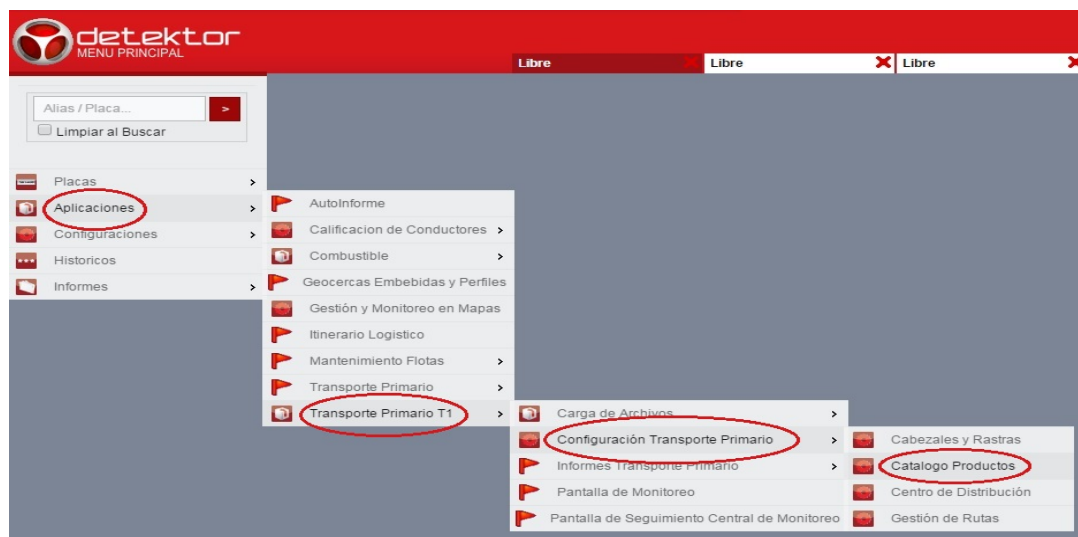 detektor
MENU PRINCIPAL
Libre
Libre
Libre
Alias / Placa...
>
Limpiar al Buscar
Placas
Aplicaciones
Configuraciones
Historicos
Informes
AutoInforme
Calificacion de Conductores
Combustible
Geocercas Embebidas y Perfiles
Gestión y Monitoreo en Mapas
Itinerario Logistico
Mantenimiento Flotas
Transporte Primario
Transporte Primario T1
Carga de Archivos
Configuración Transporte Primario
Informes Transporte Primario
Pantalla de Monitoreo
Pantalla de Seguimiento Central de Monitoreo
Cabezales y Rastras
Catalogo Productos
Centro de Distribución
Gestión de Rutas